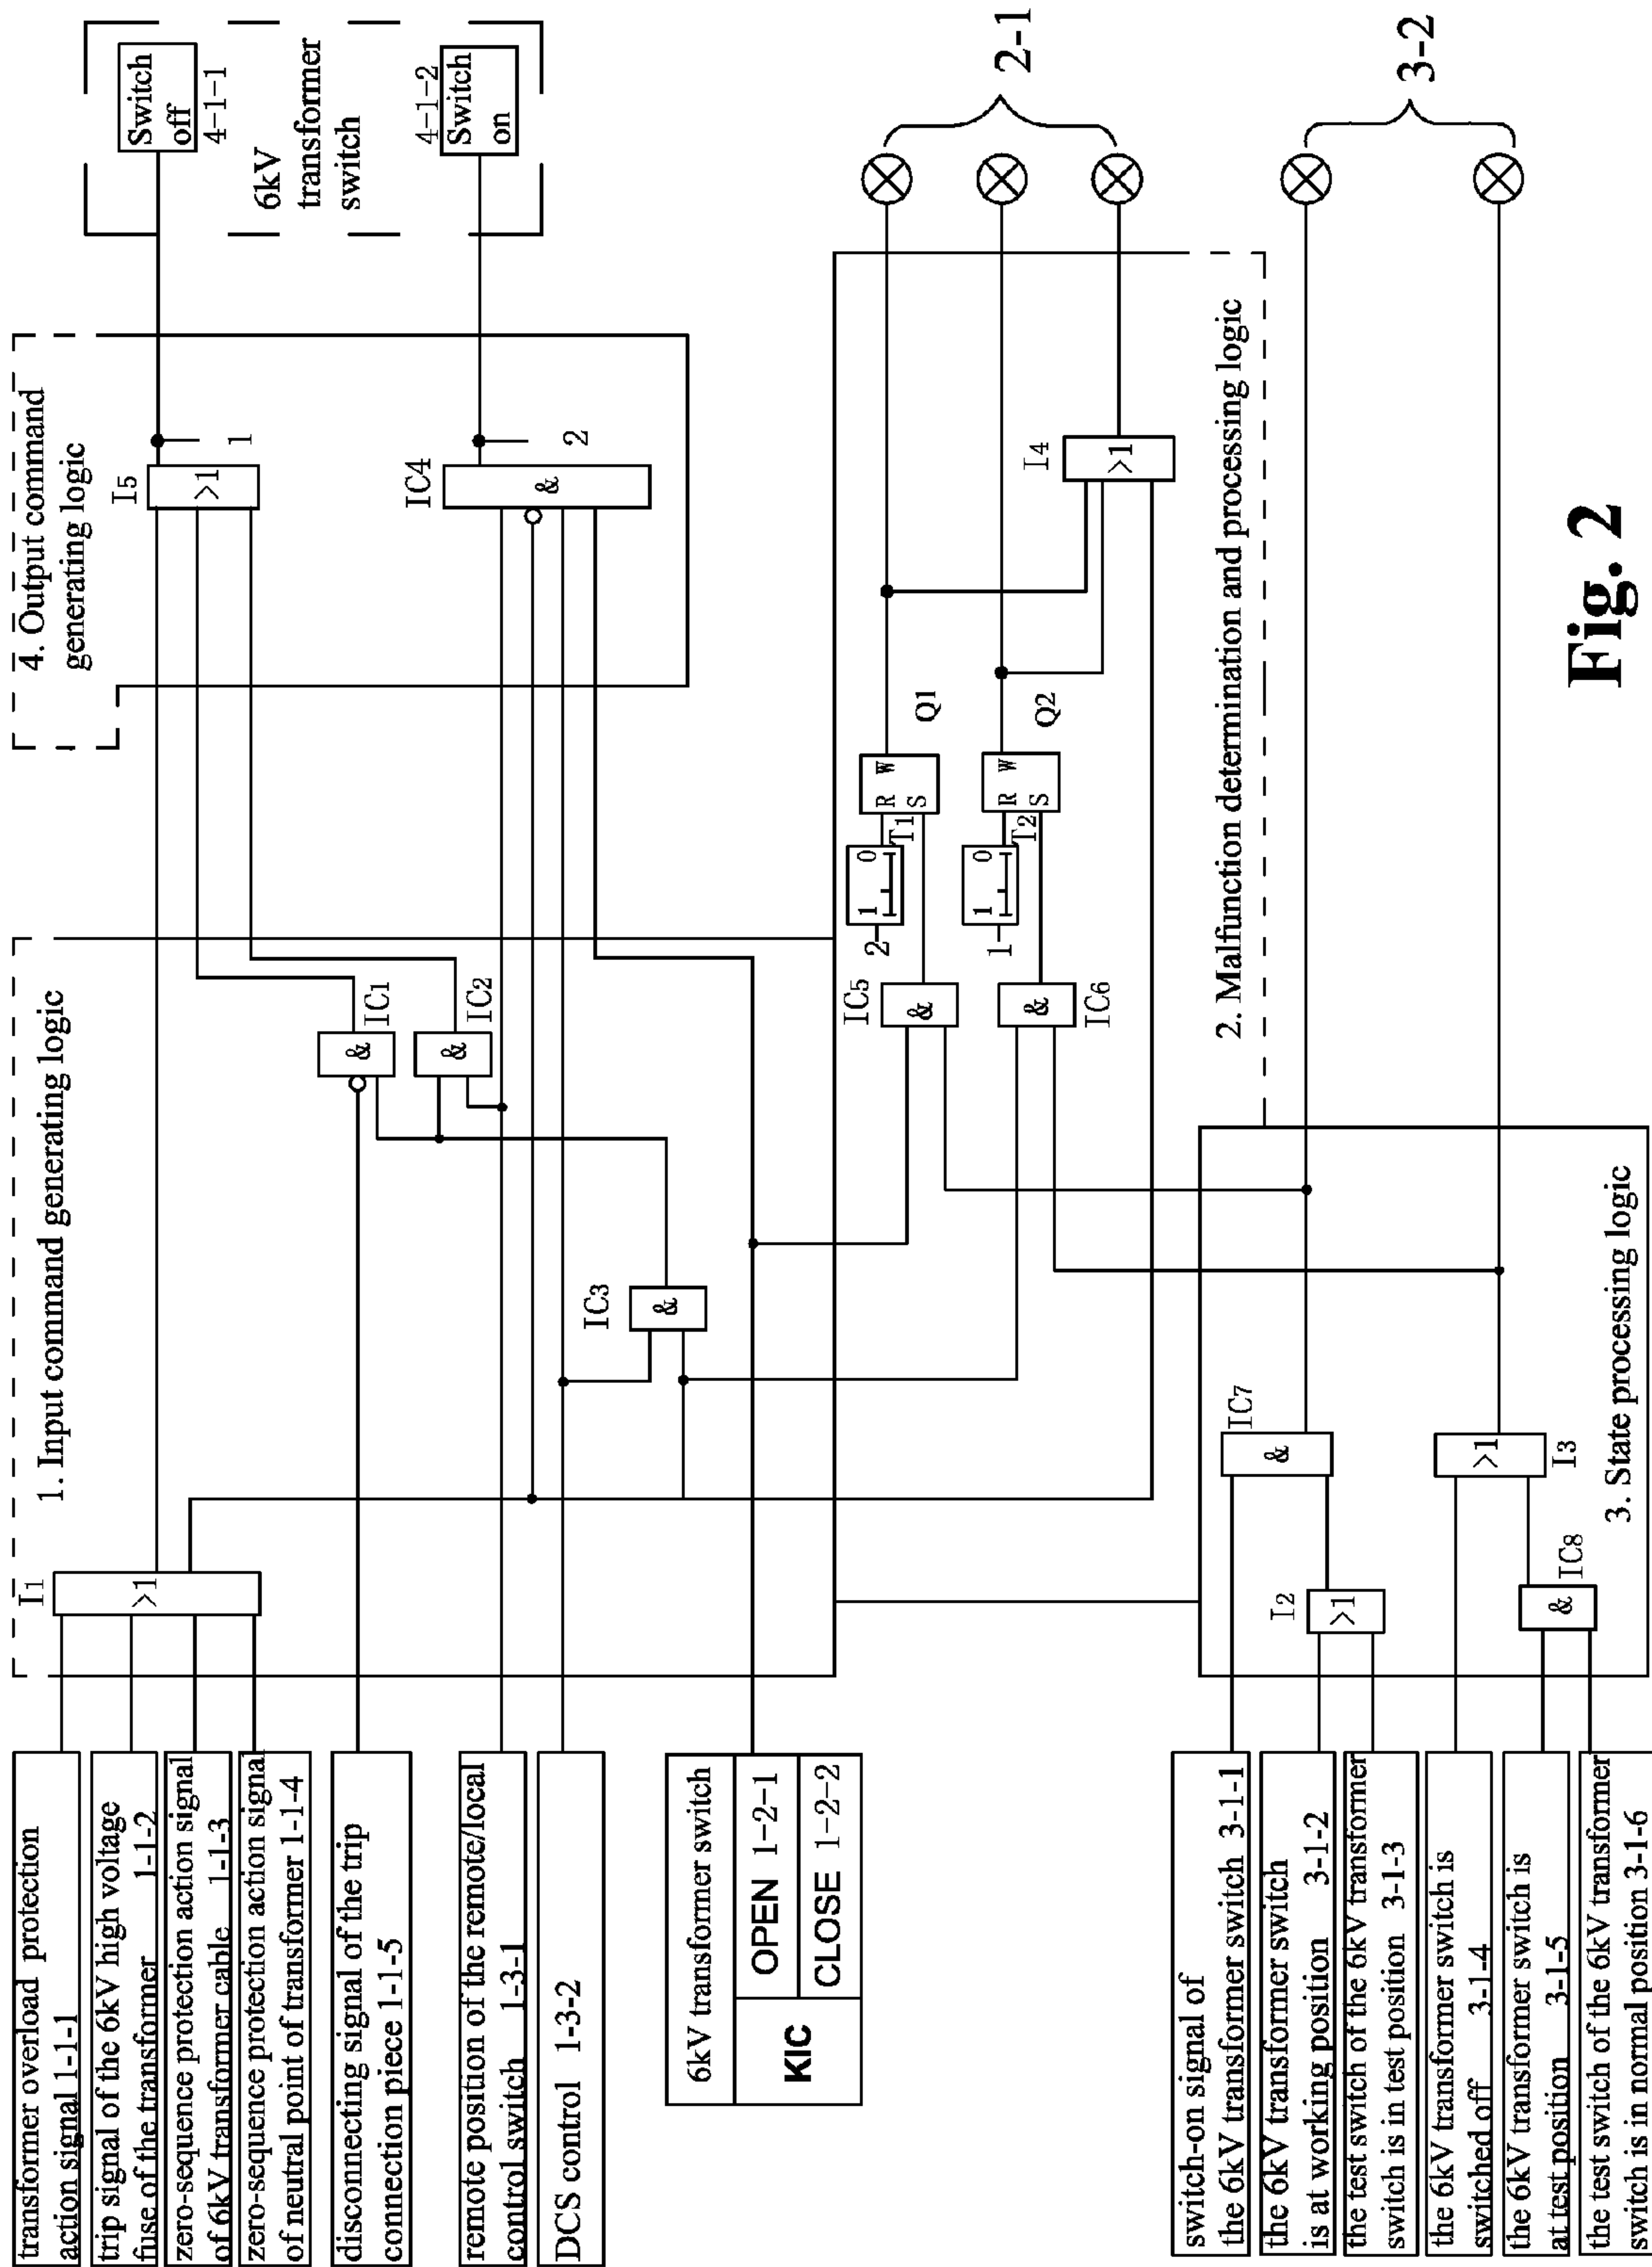 transformer overload protection
action signal 1-1-1
trip signal of the 6kV high voltage
fuse of the transformer 1-1-2
zero-sequence protection action signal
of 6kV transformer cable 1-1-3
zero-sequence protection action signal
of neutral point of transformer 1-1-4
disconnecting signal of the trip
connection piece 1-1-5
remote position of the remote/local
control switch 1-3-1
DCS control 1-3-2
6kV transformer switch
KIC
OPEN 1-2-1
CLOSE 1-2-2
switch-on signal of
the 6kV transformer switch 3-1-1
the 6kV transformer switch
is at working position 3-1-2
the test switch of the 6kV transformer
switch is in test position 3-1-3
the 6kV transformer switch is
switched off 3-1-4
the 6kV transformer switch is
at test position 3-1-5
the test switch of the 6kV transformer
switch is in normal position 3-1-6
1. Input command generating logic
I1
>1
IC1
&
IC2
&
IC3
&
4. Output command
generating logic
I5
>1
1
IC4
&
2
Switch
off
4-1-1
6kV
transformer
switch
4-1-2
Switch
on
IC5
&
2
1 0
T1
R W
S
Q1
IC6
&
1
1 0
T2
R W
S
Q2
I4
>1
2-1
2. Malfunction determination and processing logic
I2
>1
IC7
&
IC8
&
I3
>1
3. State processing logic
3-2
Fig. 2